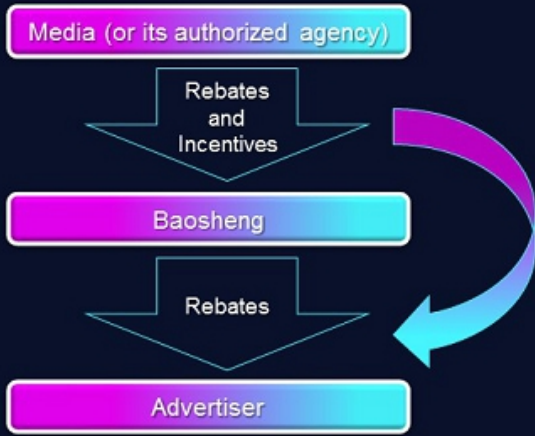 Media (or its authorized agency)
Rebates
and
Incentives
Baosheng
Rebates
Advertiser